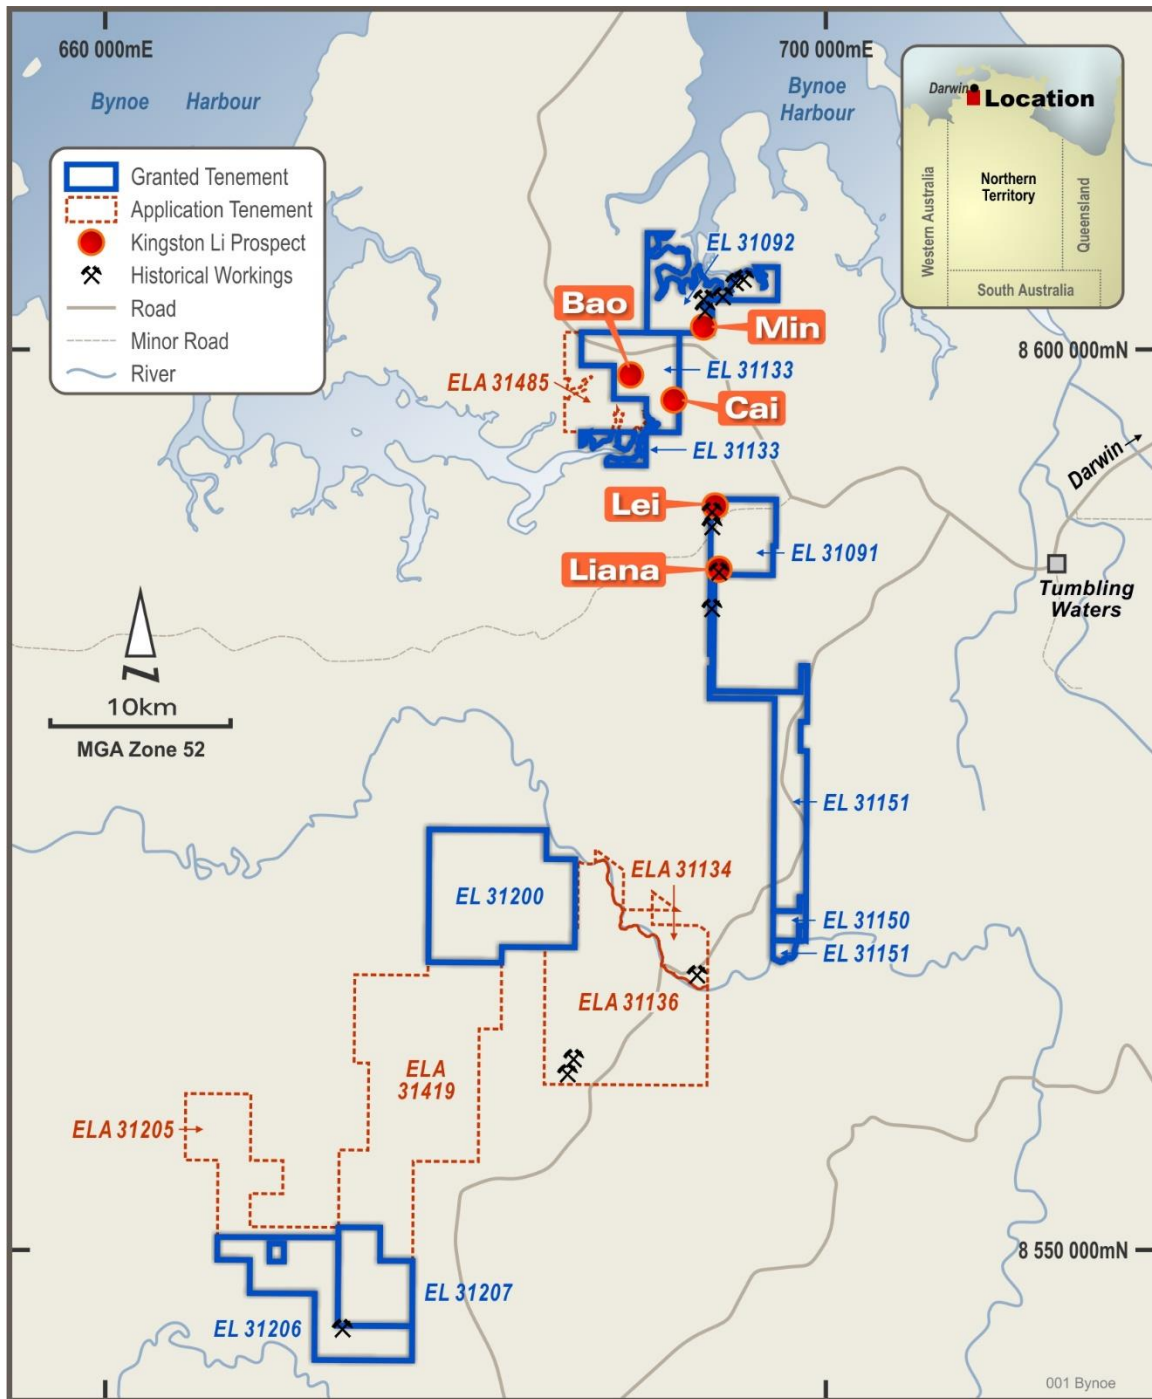 660 000mE
700 000mE
Bynoe Harbour
Bynoe
Harbour
Darwin
Location
Western Australia
Northern
Territory
Queensland
South Australia
Granted Tenement
Application Tenement
Kingston Li Prospect
Historical Workings
Road
Minor Road
River
EL 31092
Bao
Min
8 600 000mN
EL 31133
ELA 31485
Cai
EL 31133
Darwin
Lei
EL 31091
Liana
Tumbling
Waters
N
10km
MGA Zone 52
EL 31151
ELA 31134
EL 31200
EL 31150
EL 31151
ELA 31136
ELA
31419
ELA 31205
8 550 000mN
EL 31207
EL 31206
001 Bynoe